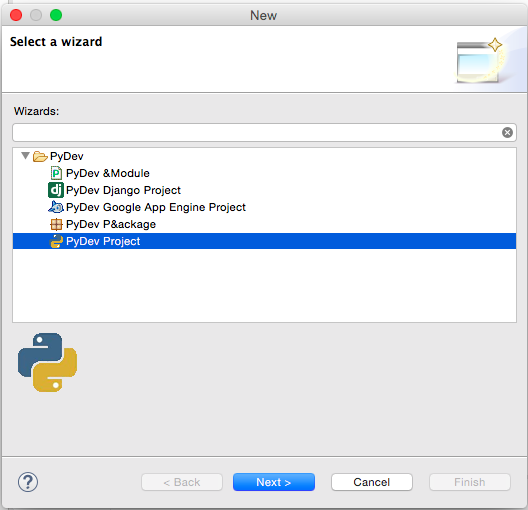 New
Select a wizard
Wizards:
PyDev
PyDev &Module
PyDev Django Project
PyDev Google App Engine Project
PyDev P&ackage
PyDev Project
? < Back Next > Cancel Finish